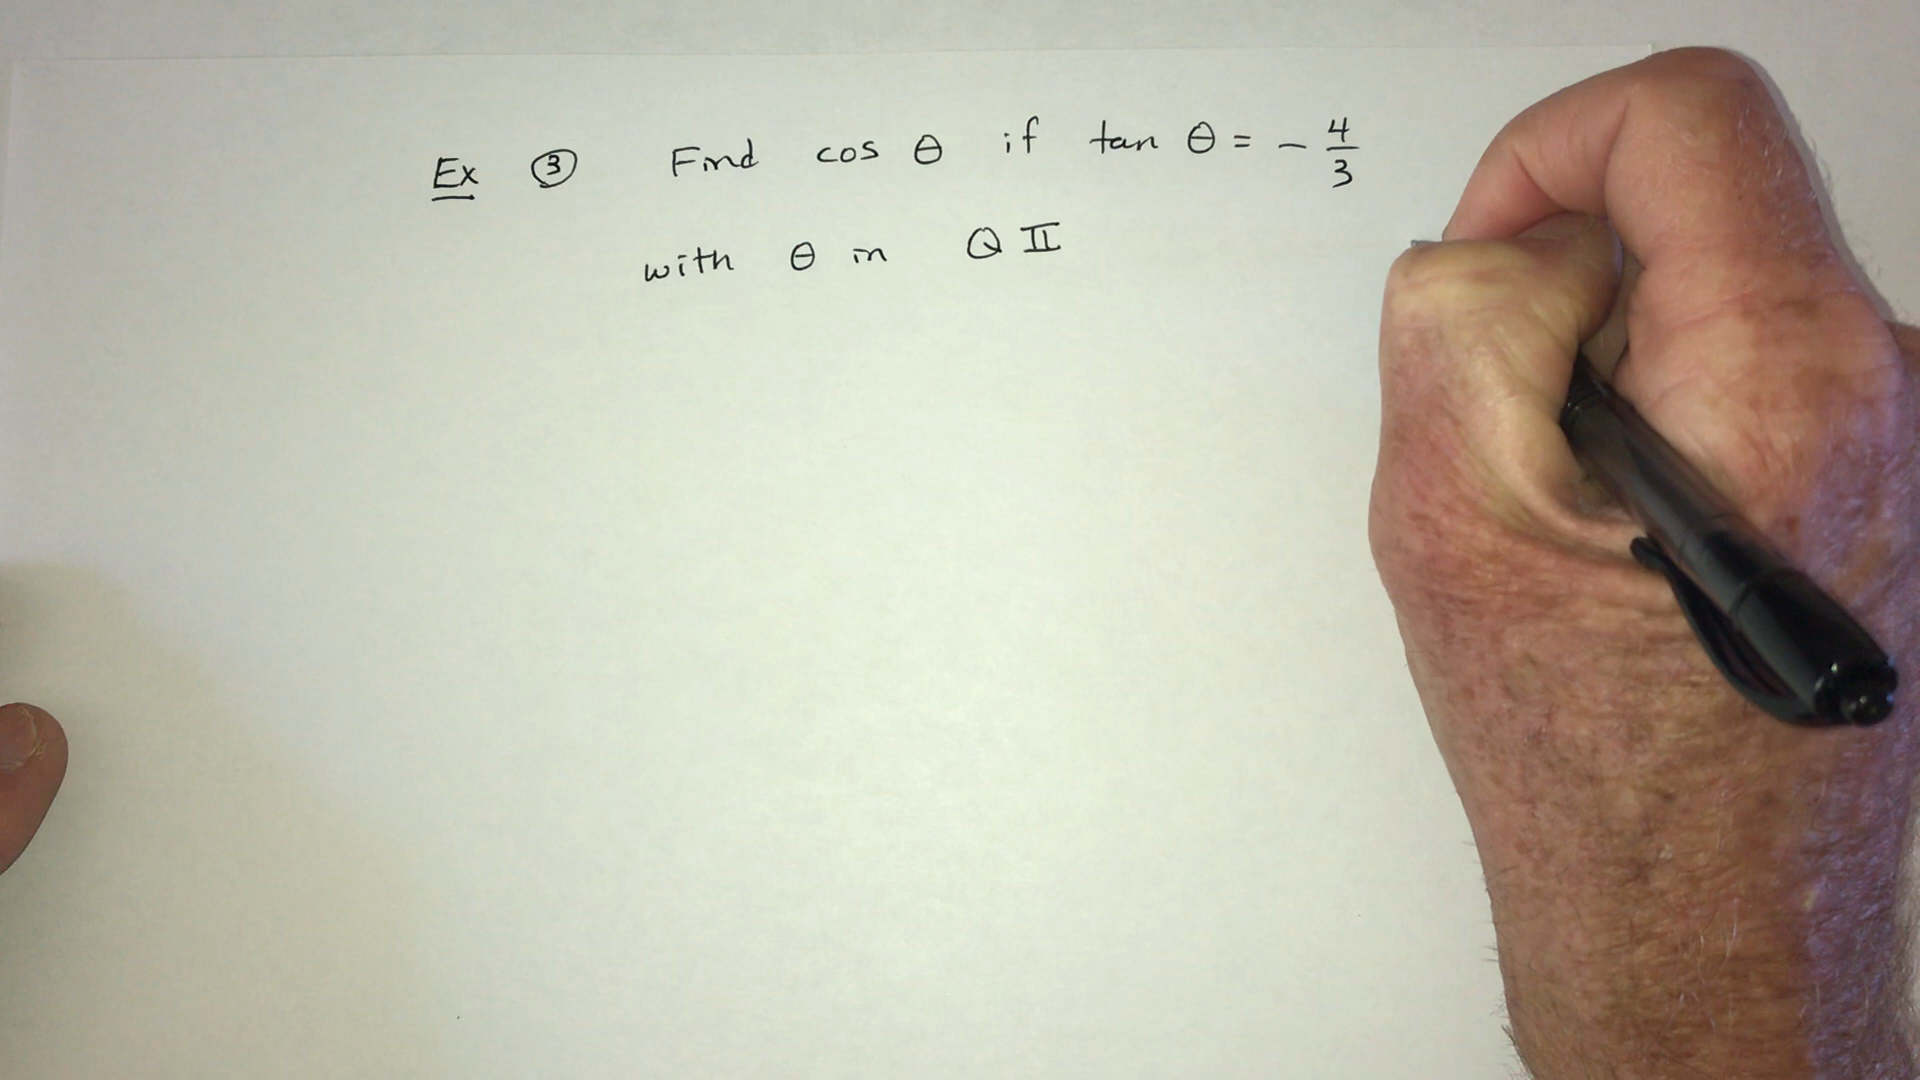 Ex ③ Find cos θ if tan θ = - 4/3
with θ in Q II